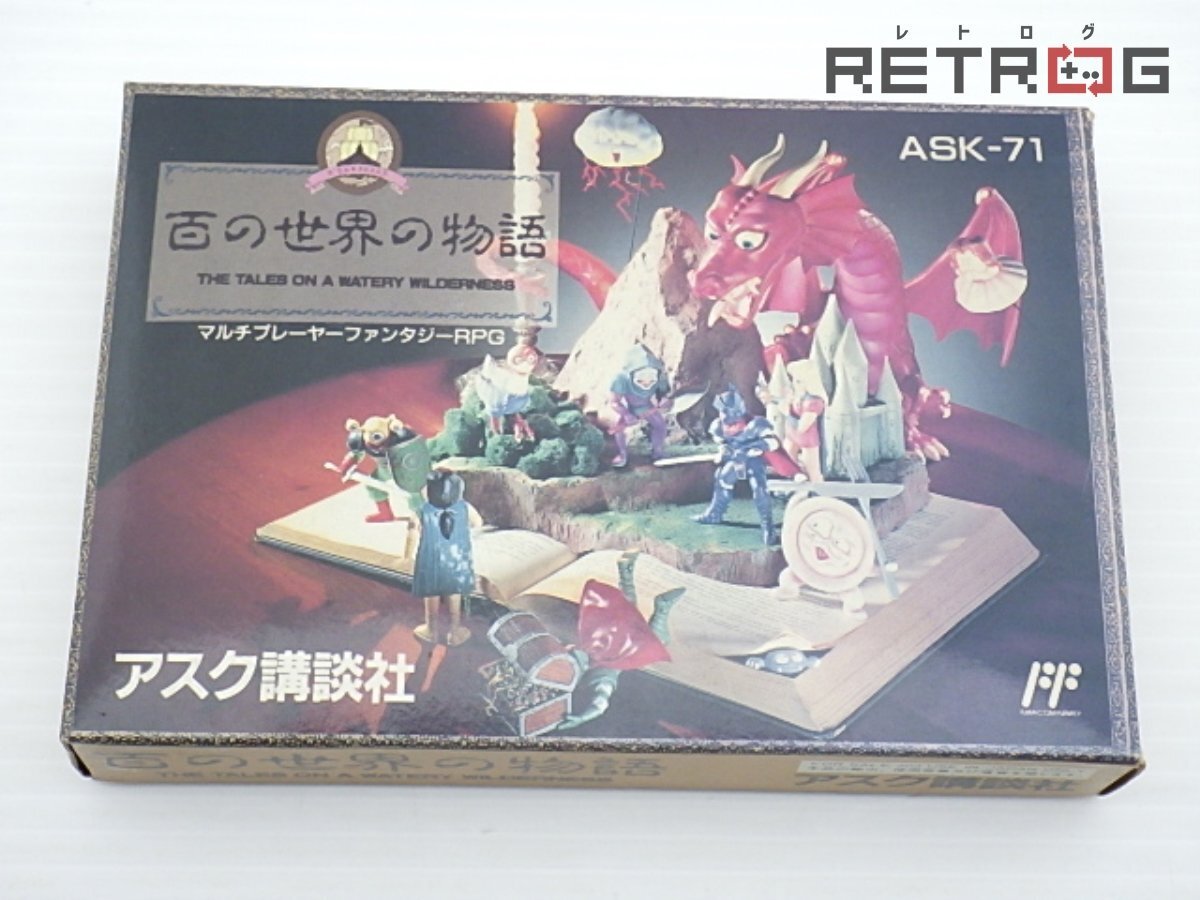 レトログ
RETROG
ASK-71
百の世界の物語
THE TALES ON A WATERY WILDERNESS
マルチプレーヤーファンタジーRPG
アスク講談社
百の世界の物語
THE TALES ON A WATERY WILDERNESS
アスク講談社